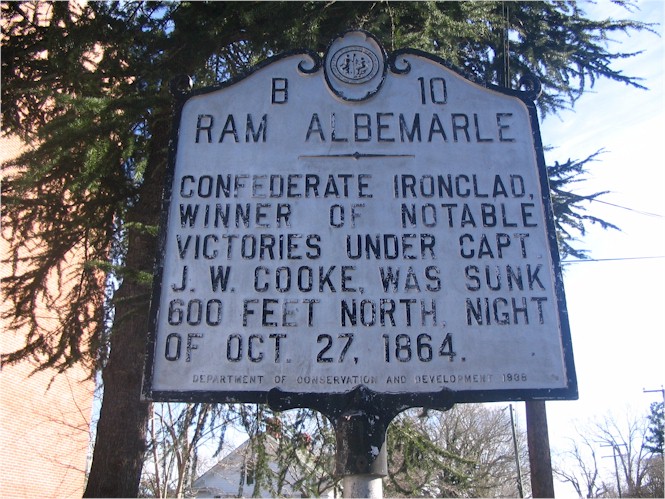 B 10
RAM ALBEMARLE
CONFEDERATE IRONCLAD,
WINNER OF NOTABLE
VICTORIES UNDER CAPT.
J. W. COOKE, WAS SUNK
600 FEET NORTH, NIGHT
OF OCT. 27, 1864.
DEPARTMENT OF CONSERVATION AND DEVELOPMENT 1938